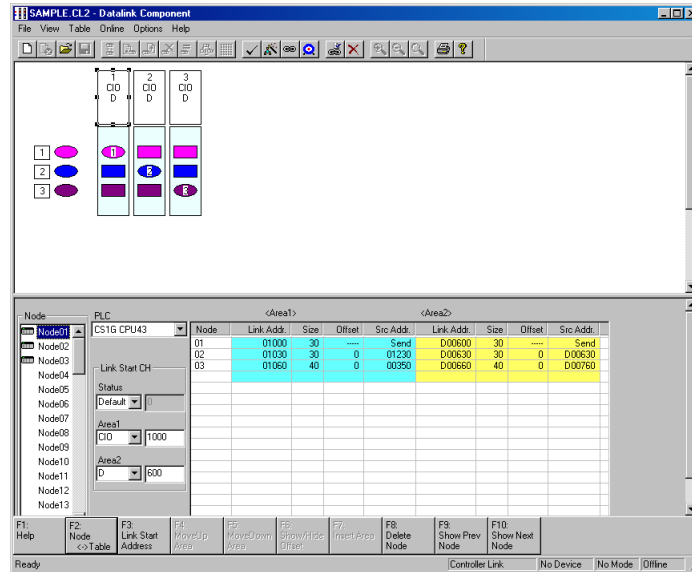 SAMPLE.CL2 - Datalink Component
File View Table Online Options Help
1 2 3
CIO CIO CIO
D D D
1 1
2 2
3 3
Node PLC <Area1> <Area2>
CS1G CPU43
Node Link Addr. Size Offset Src Addr. Link Addr. Size Offset Src Addr.
01 01000 30 ----- Send D00600 30 ----- Send
02 01030 30 0 01230 D00630 30 0 D00630
03 01060 40 0 00350 D00660 40 0 D00760
Node01
Node02
Node03
Node04
Node05
Node06
Node07
Node08
Node09
Node10
Node11
Node12
Node13
Link Start CH
Status
Default 0
Area1
CIO 1000
Area2
D 600
F1: Help
F2: Node <->Table
F3: Link Start Address
F4: MoveUp Area
F5: MoveDown Area
F6: Show/Hide Offset
F7: Insert Area
F8: Delete Node
F9: Show Prev Node
F10: Show Next Node
Ready Controller Link No Device No Mode Offline